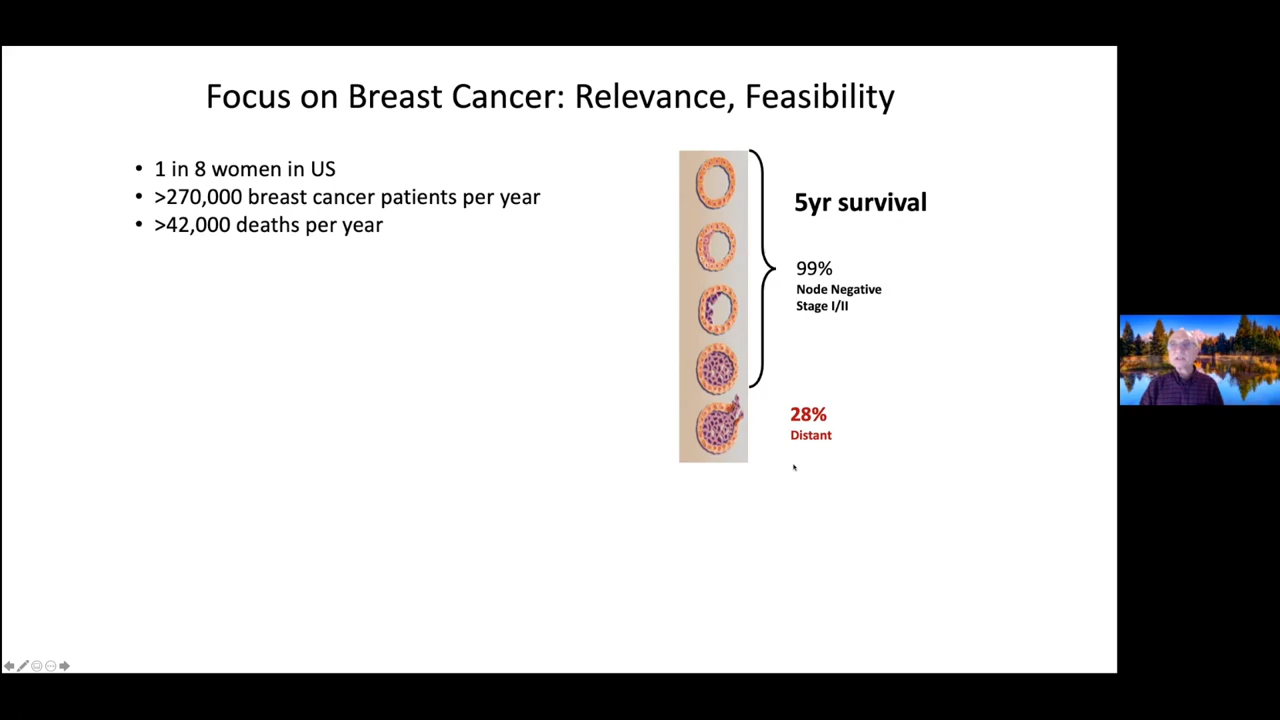 Focus on Breast Cancer: Relevance, Feasibility
• 1 in 8 women in US
• >270,000 breast cancer patients per year
• >42,000 deaths per year
5yr survival
99%
Node Negative
Stage I/II
28%
Distant